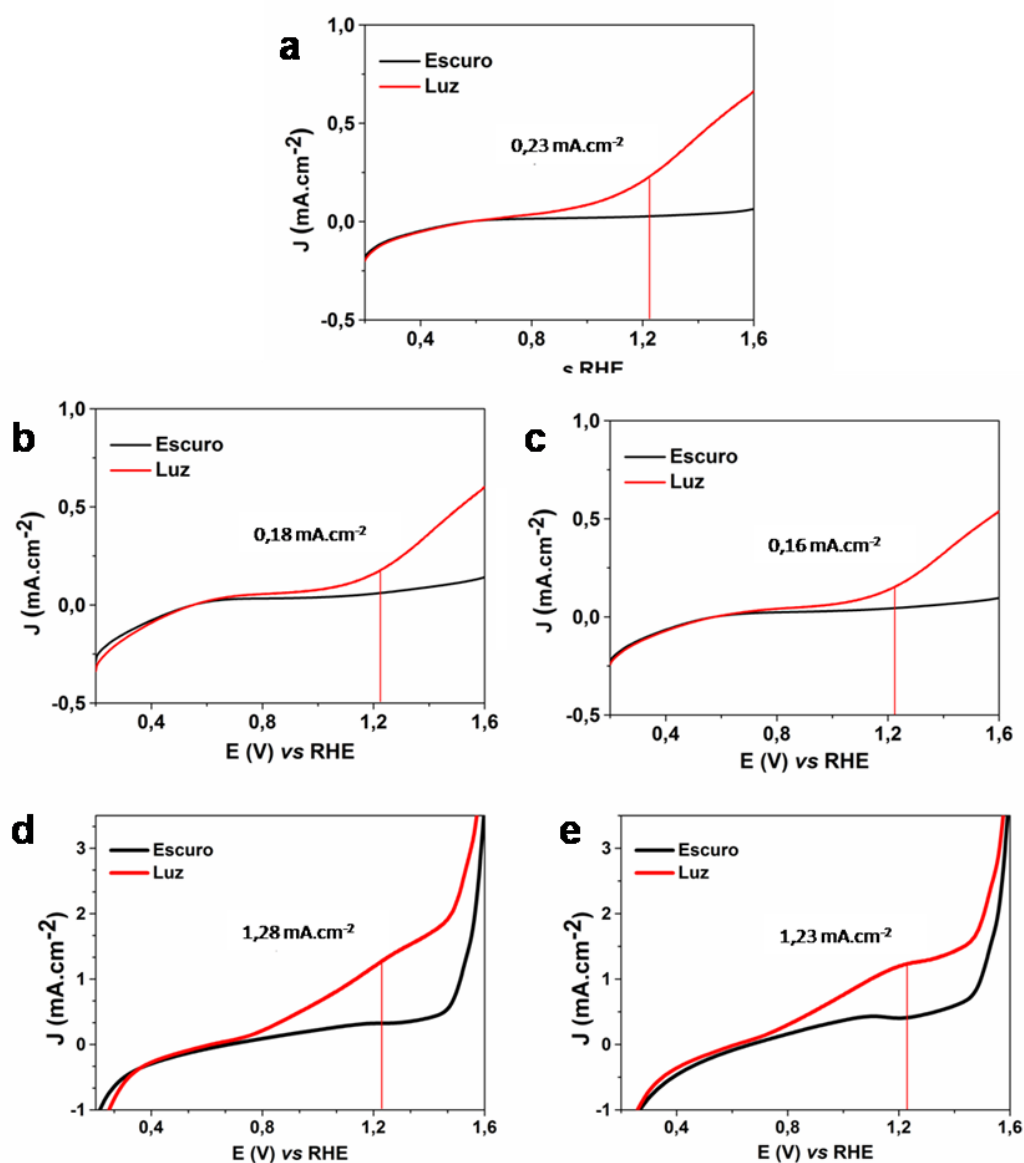 a
Escuro
Luz
0,23 mA.cm-2
J (mA.cm-2)
1,0
0,5
0,0
-0,5
0,4 0,8 1,2 1,6
s RHE
b
Escuro
Luz
0,18 mA.cm-2
J (mA.cm-2)
1,0
0,5
0,0
-0,5
0,4 0,8 1,2 1,6
E (V) vs RHE
c
Escuro
Luz
0,16 mA.cm-2
J (mA.cm-2)
1,0
0,5
0,0
-0,5
0,4 0,8 1,2 1,6
E (V) vs RHE
d
Escuro
Luz
1,28 mA.cm-2
J (mA.cm-2)
3
2
1
0
-1
0,4 0,8 1,2 1,6
E (V) vs RHE
e
Escuro
Luz
1,23 mA.cm-2
J (mA.cm-2)
3
2
1
0
-1
0,4 0,8 1,2 1,6
E (V) vs RHE